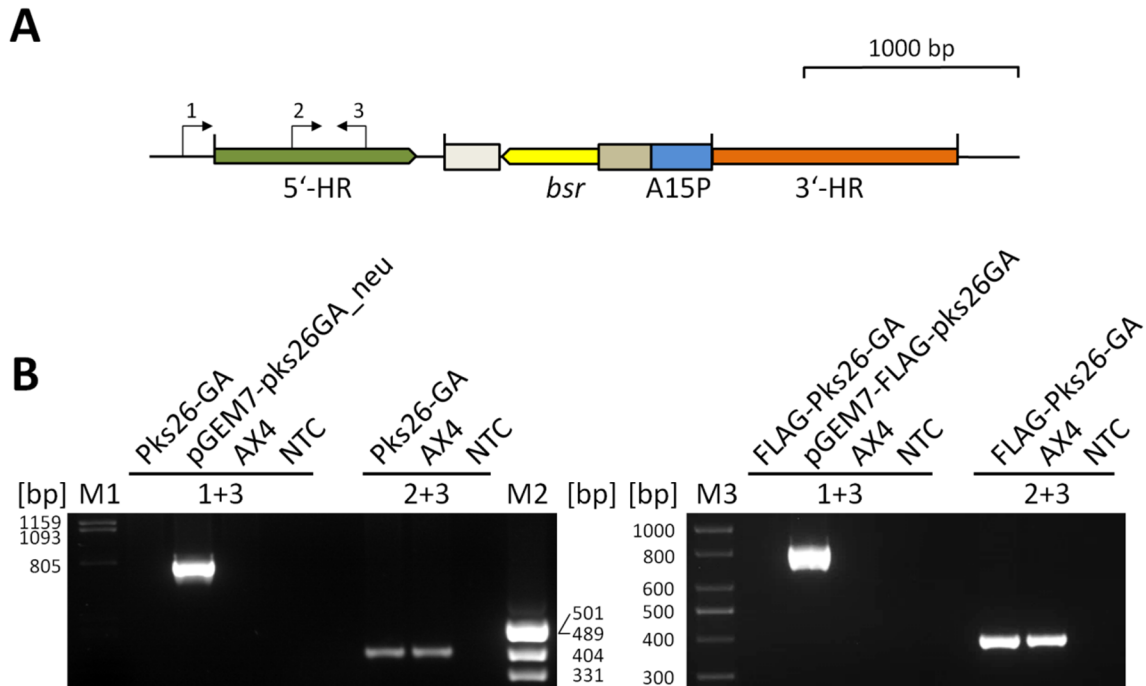 A
1000 bp
1 2 3
5‘-HR bsr A15P 3‘-HR
B
Pks26-GA
pGEM7-pks26GA_neu
AX4
NTC
Pks26-GA
AX4
NTC
FLAG-Pks26-GA
pGEM7-FLAG-pks26GA
AX4
NTC
FLAG-Pks26-GA
AX4
NTC
[bp] M1 1+3 2+3 M2 [bp] [bp] M3 1+3 2+3
1159
1093
805
501
489
404
331
1000
800
600
500
400
300